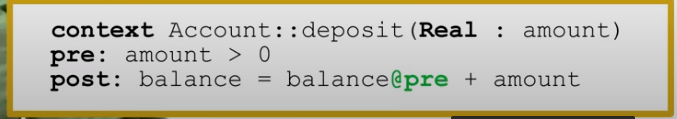 context Account::deposit(Real : amount)
pre: amount > 0
post: balance = balance@pre + amount